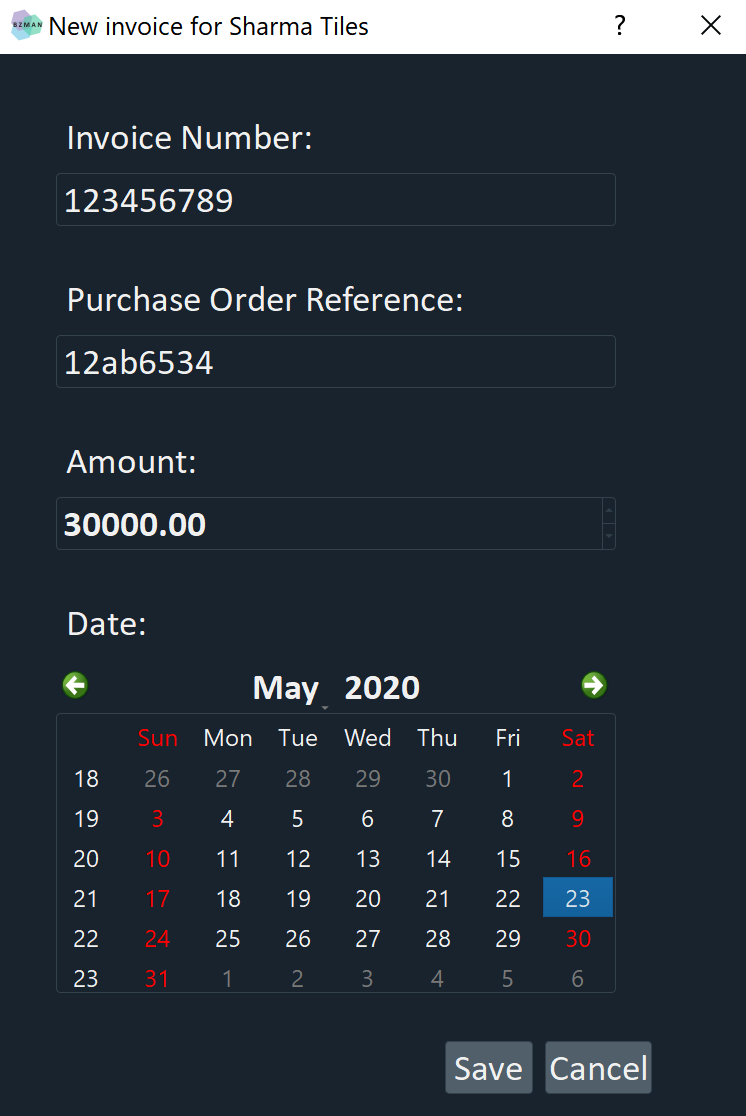 BZMAN New invoice for Sharma Tiles ?
Invoice Number:
123456789
Purchase Order Reference:
12ab6534
Amount:
30000.00
Date:
May 2020
Sun Mon Tue Wed Thu Fri Sat
18 26 27 28 29 30 1 2
19 3 4 5 6 7 8 9
20 10 11 12 13 14 15 16
21 17 18 19 20 21 22 23
22 24 25 26 27 28 29 30
23 31 1 2 3 4 5 6
Save Cancel